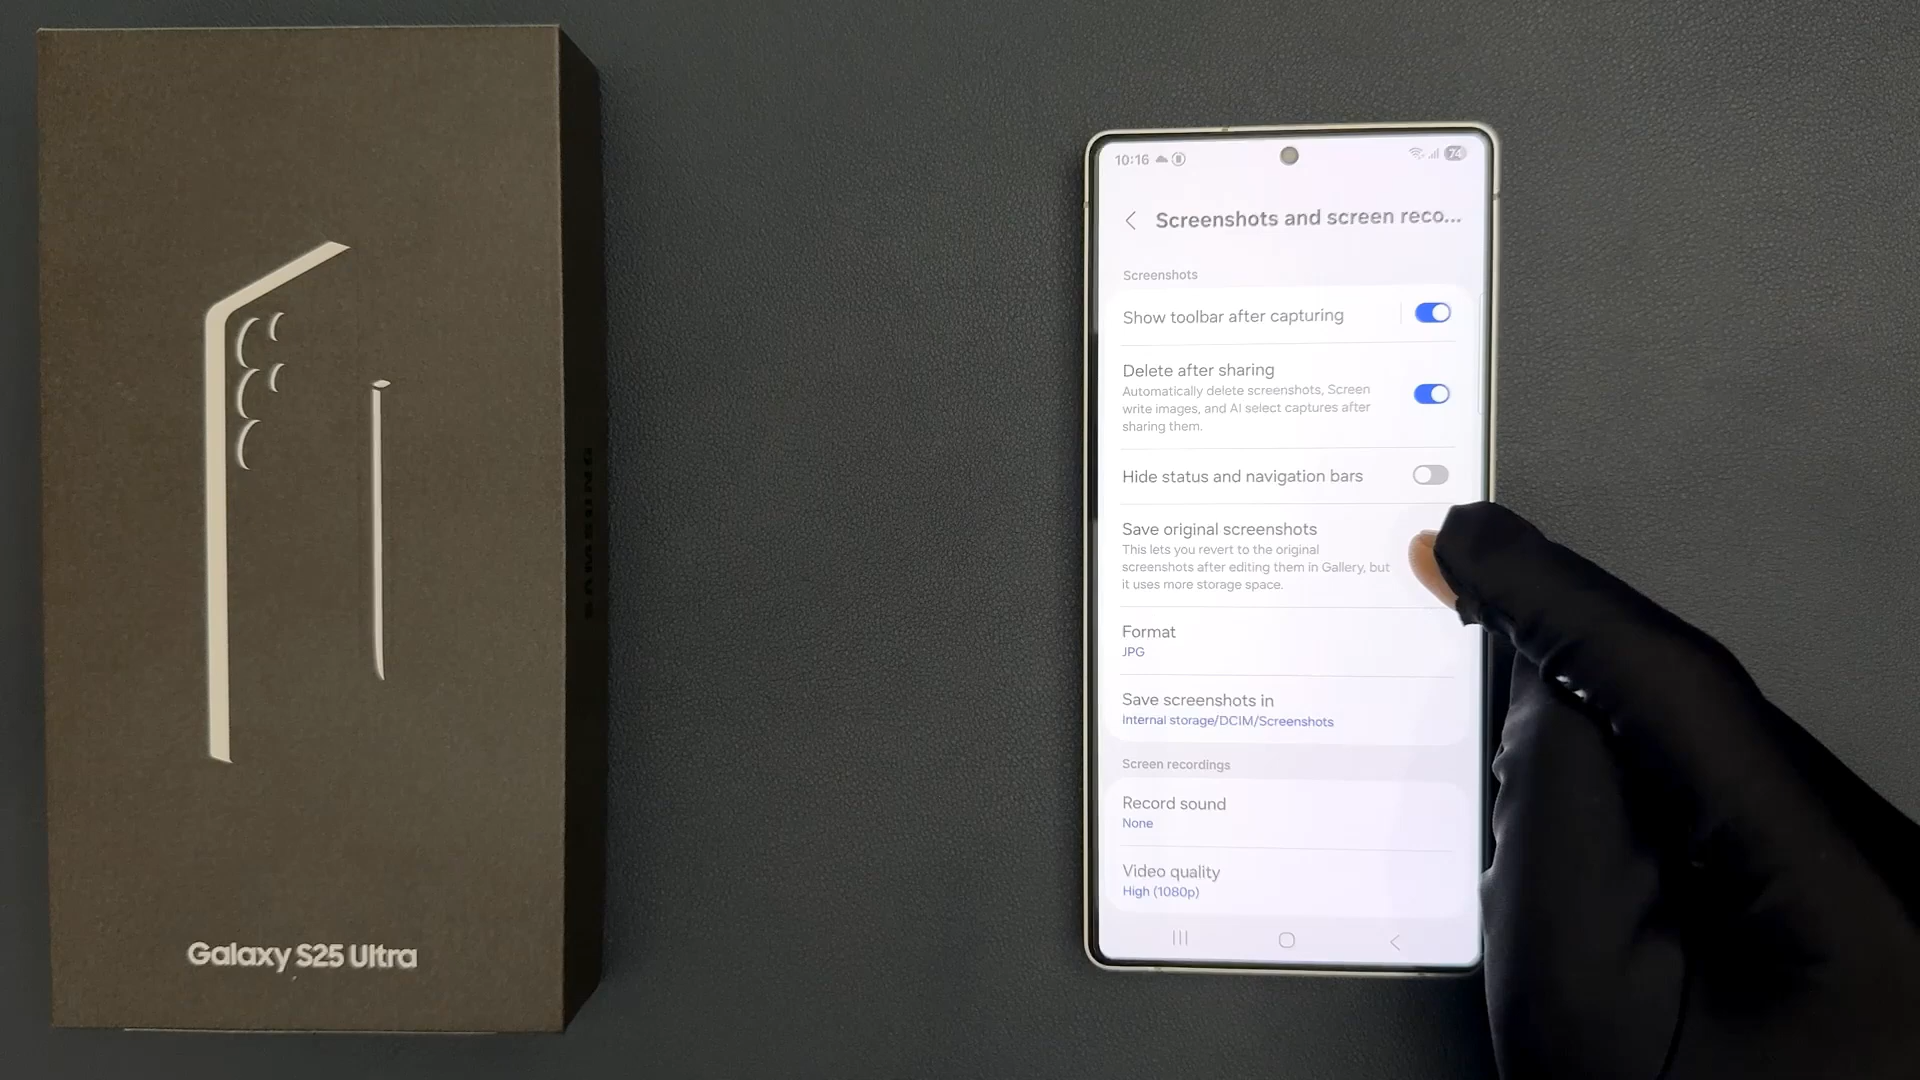 SAMSUNG
Galaxy S25 Ultra
10:16
74
Screenshots and screen reco...
Screenshots
Show toolbar after capturing
Delete after sharing
Automatically delete screenshots, Screen
write images, and AI select captures after
sharing them.
Hide status and navigation bars
Save original screenshots
This lets you revert to the original
screenshots after editing them in Gallery, but
it uses more storage space.
Format
JPG
Save screenshots in
Internal storage/DCIM/Screenshots
Screen recordings
Record sound
None
Video quality
High (1080p)